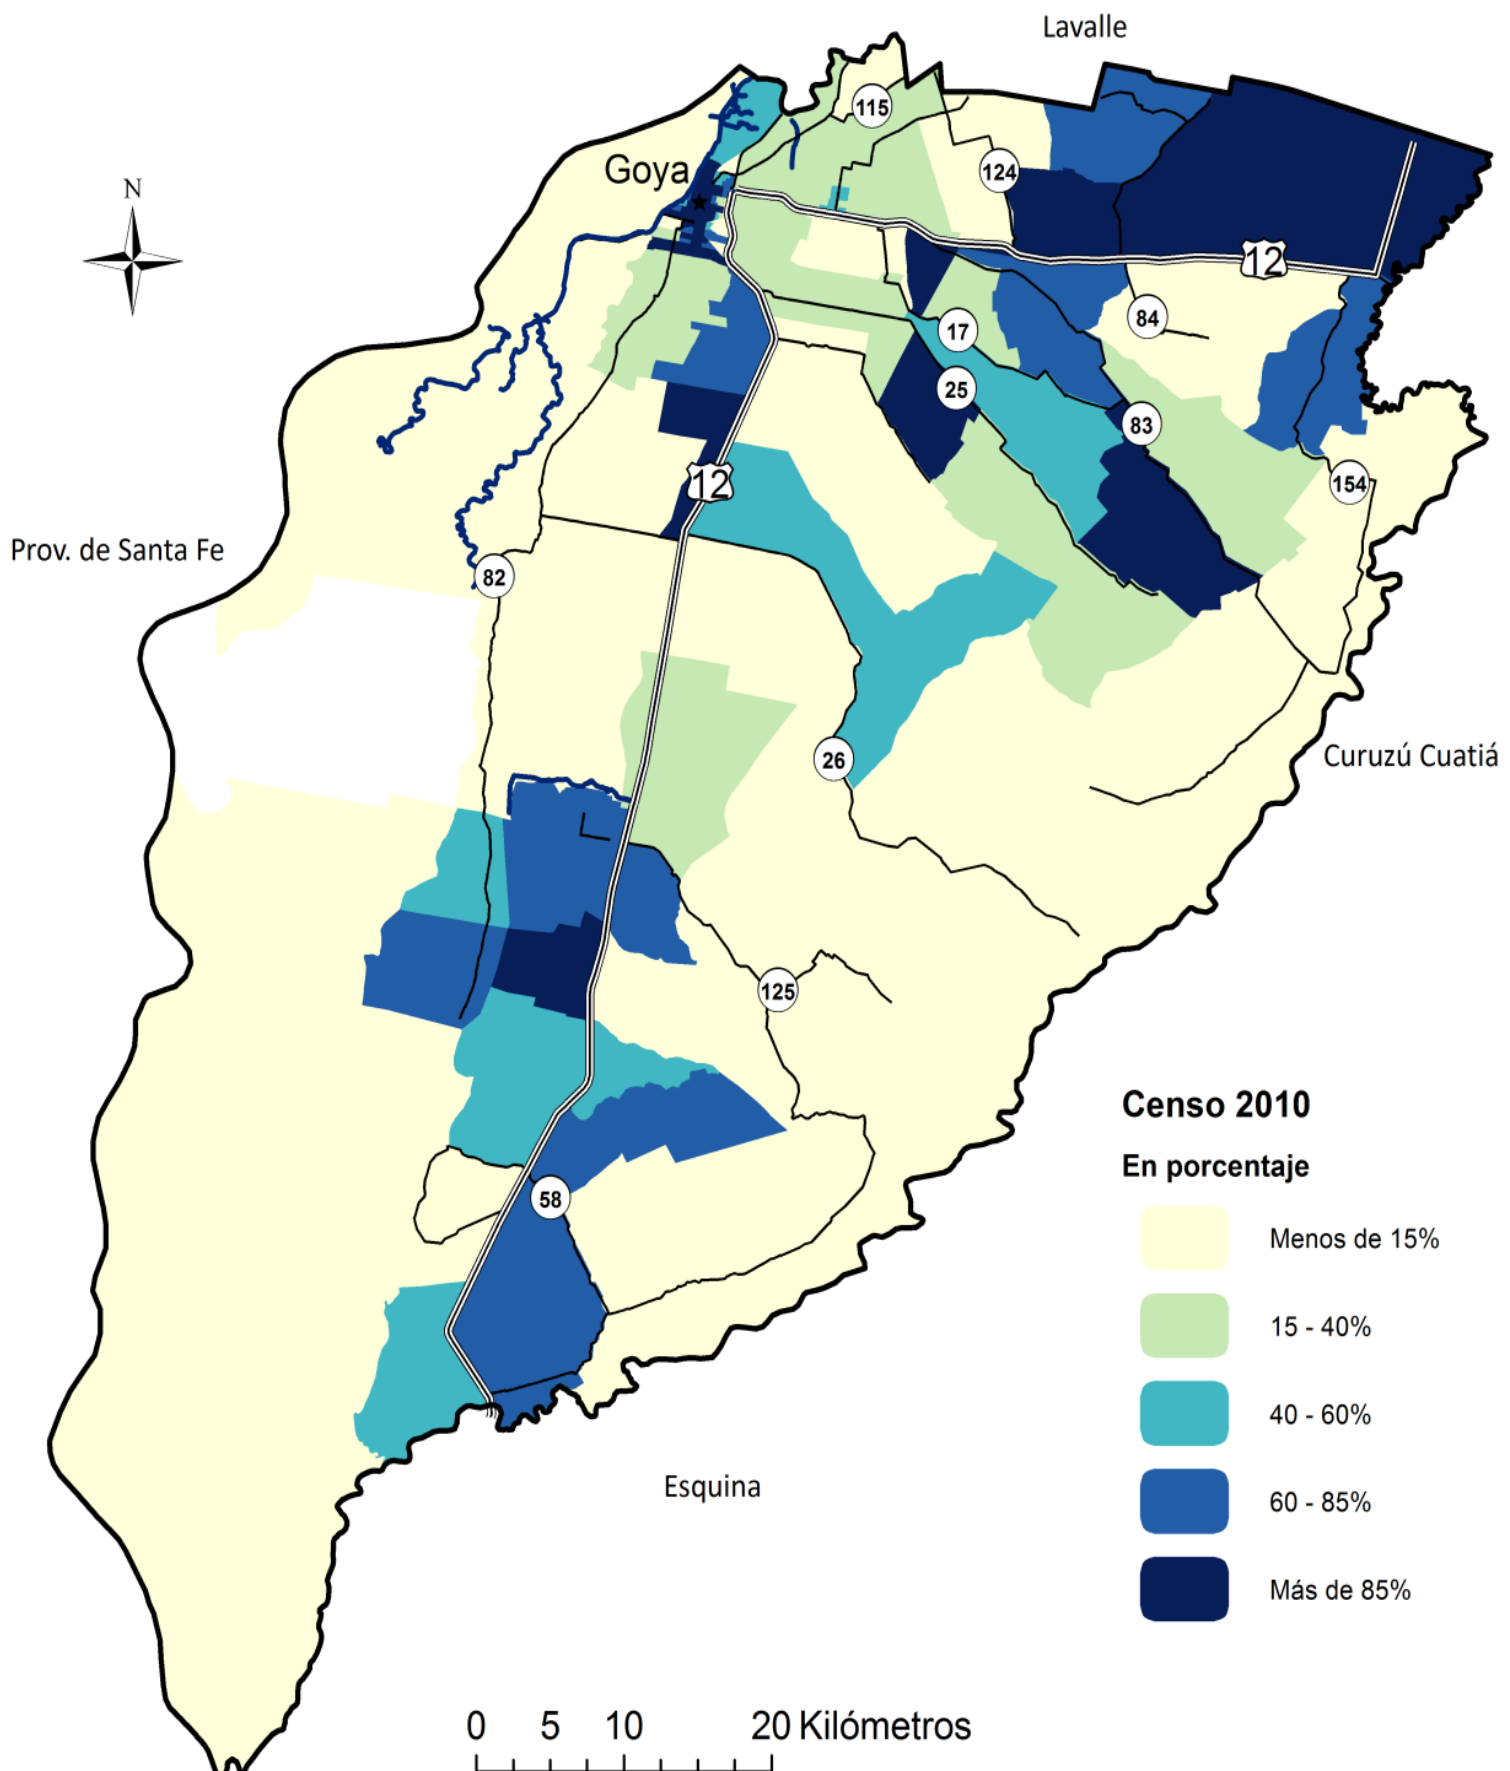 Lavalle
115
N
Goya
124
12
84
17
25
83
12
154
Prov. de Santa Fe
82
26
Curuzú Cuatiá
125
Censo 2010
En porcentaje
58
Menos de 15%
15 - 40%
40 - 60%
Esquina
60 - 85%
Más de 85%
0 5 10 20 Kilómetros